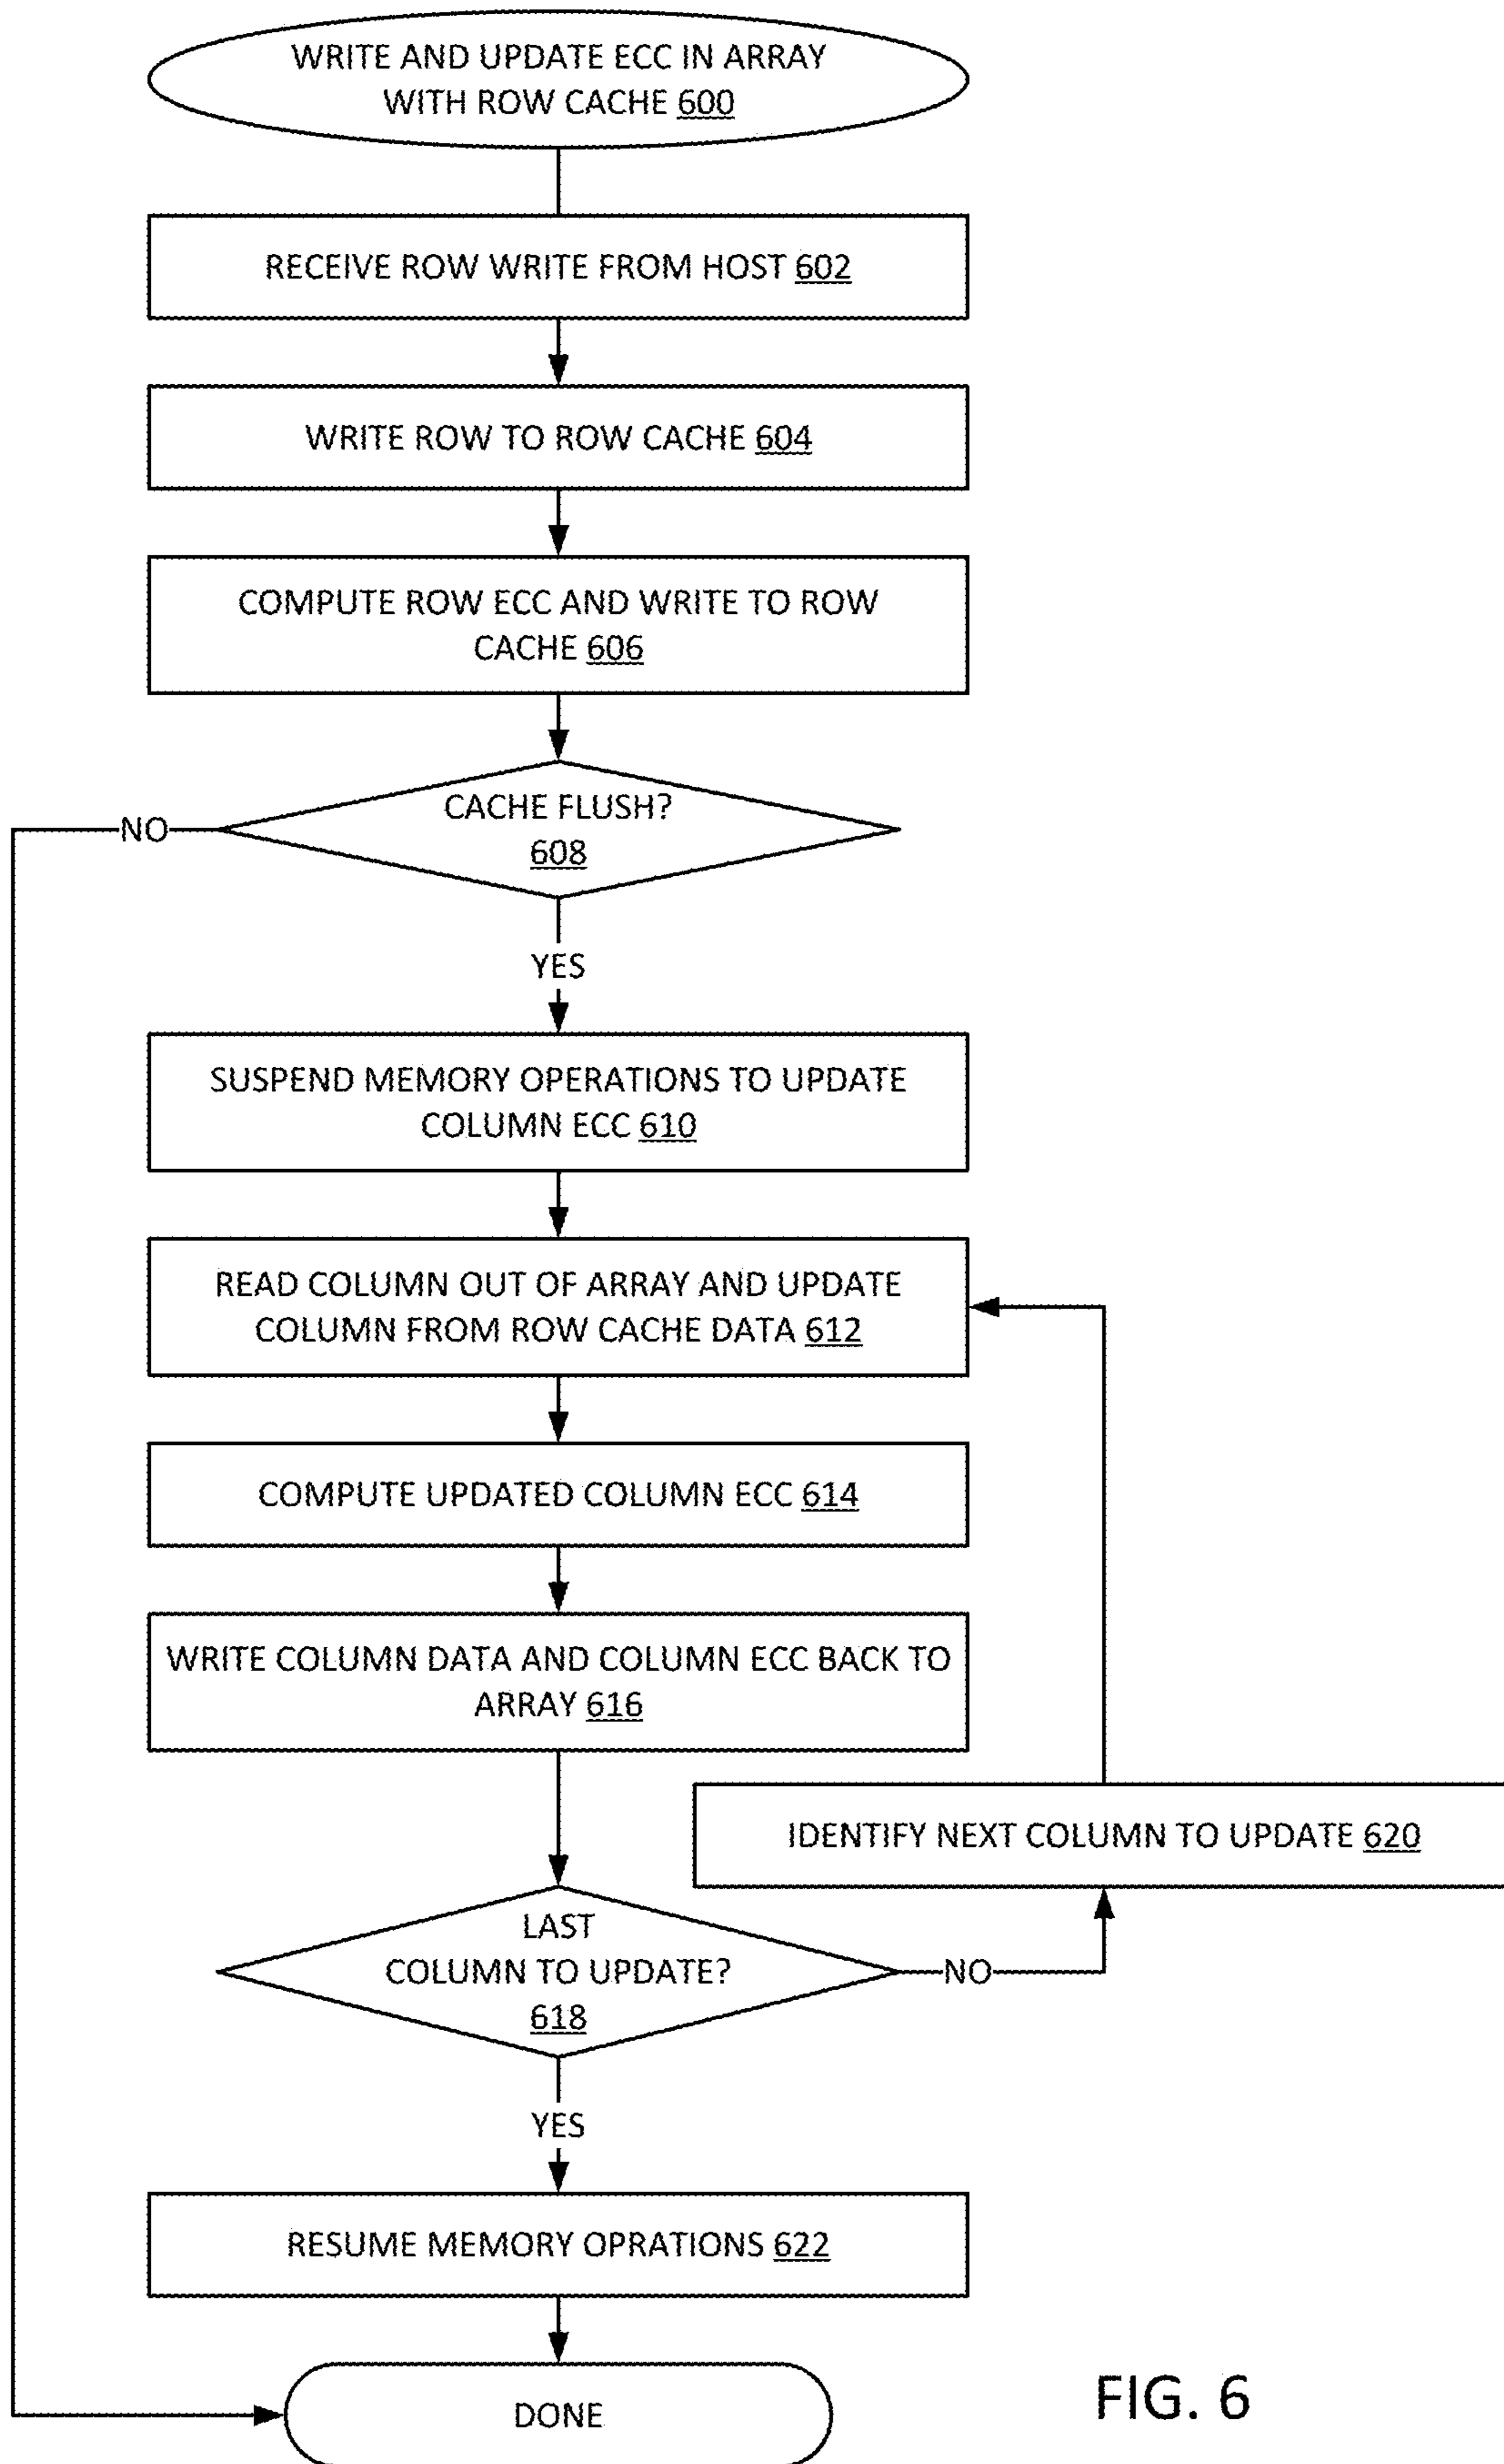 WRITE AND UPDATE ECC IN ARRAY
WITH ROW CACHE 600
RECEIVE ROW WRITE FROM HOST 602
WRITE ROW TO ROW CACHE 604
COMPUTE ROW ECC AND WRITE TO ROW
CACHE 606
CACHE FLUSH?
608
NO
YES
SUSPEND MEMORY OPERATIONS TO UPDATE
COLUMN ECC 610
READ COLUMN OUT OF ARRAY AND UPDATE
COLUMN FROM ROW CACHE DATA 612
COMPUTE UPDATED COLUMN ECC 614
WRITE COLUMN DATA AND COLUMN ECC BACK TO
ARRAY 616
IDENTIFY NEXT COLUMN TO UPDATE 620
LAST
COLUMN TO UPDATE?
618
NO
YES
RESUME MEMORY OPRATIONS 622
DONE
FIG. 6